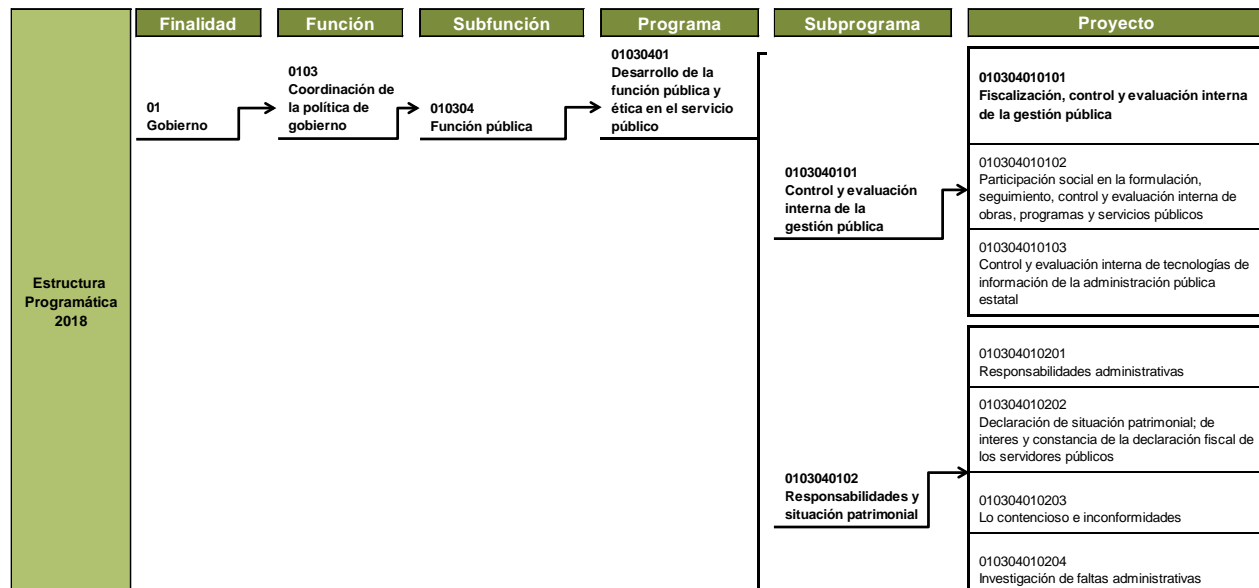 Finalidad
Función
Subfunción
Programa
Subprograma
Proyecto
Estructura
Programática
2018
01
Gobierno
0103
Coordinación de
la política de
gobierno
010304
Función pública
01030401
Desarrollo de la
función pública y
ética en el servicio
público
0103040101
Control y evaluación
interna de la
gestión pública
010304010101
Fiscalización, control y evaluación interna
de la gestión pública
010304010102
Participación social en la formulación,
seguimiento, control y evaluación interna de
obras, programas y servicios públicos
010304010103
Control y evaluación interna de tecnologías de
información de la administración pública
estatal
0103040102
Responsabilidades y
situación patrimonial
010304010201
Responsabilidades administrativas
010304010202
Declaración de situación patrimonial; de
interes y constancia de la declaración fiscal de
los servidores públicos
010304010203
Lo contencioso e inconformidades
010304010204
Investigación de faltas administrativas